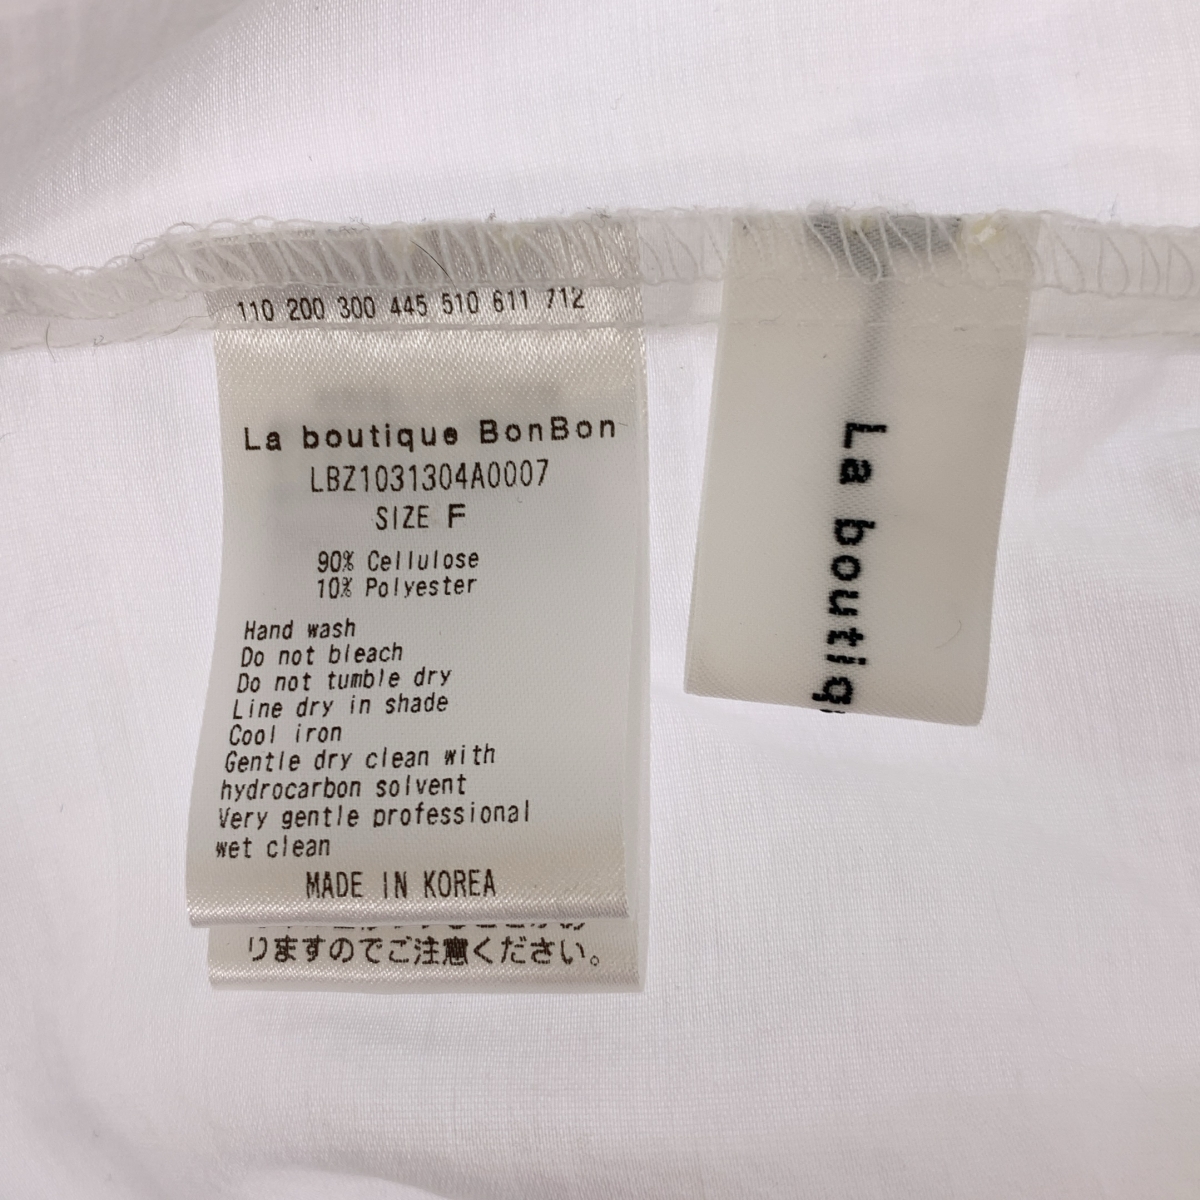 110 200 300 445 510 611 712
La boutique BonBon
LBZ1031304A0007
SIZE F
90% Cellulose
10% Polyester
Hand wash
Do not bleach
Do not tumble dry
Line dry in shade
Cool iron
Gentle dry clean with
hydrocarbon solvent
Very gentle professional
wet clean
MADE IN KOREA
りますのでご注意ください。
La boutiq